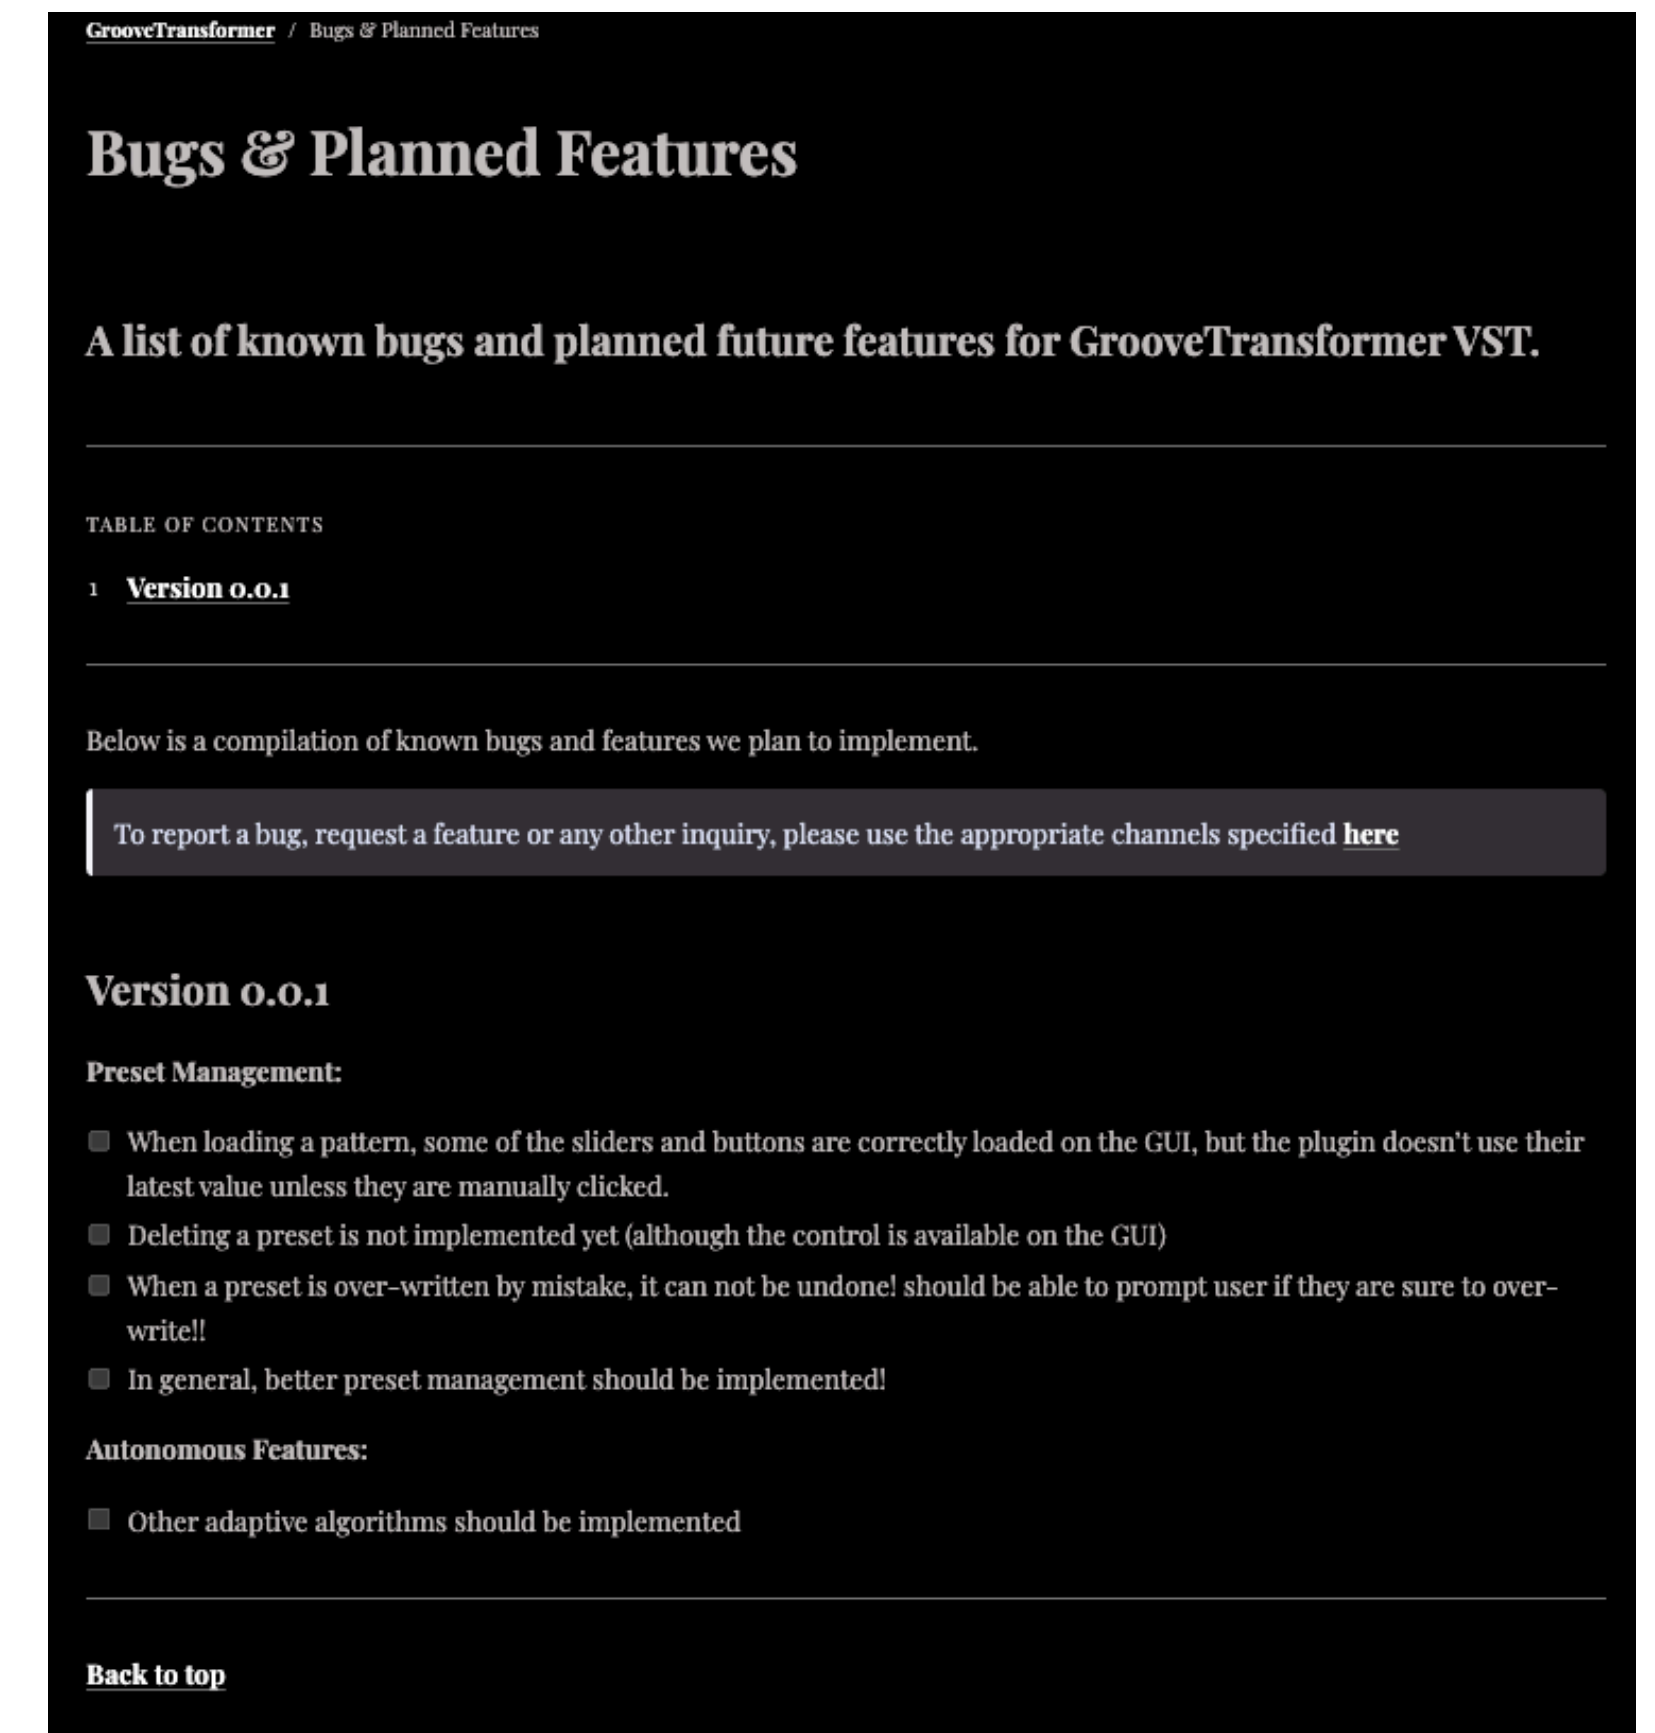 GrooveTransformer / Bugs & Planned Features
Bugs & Planned Features
A list of known bugs and planned future features for GrooveTransformer VST.
TABLE OF CONTENTS
1 Version 0.0.1
Below is a compilation of known bugs and features we plan to implement.
To report a bug, request a feature or any other inquiry, please use the appropriate channels specified here
Version 0.0.1
Preset Management:
When loading a pattern, some of the sliders and buttons are correctly loaded on the GUI, but the plugin doesn't use their
latest value unless they are manually clicked.
Deleting a preset is not implemented yet (although the control is available on the GUI)
When a preset is over-written by mistake, it can not be undone! should be able to prompt user if they are sure to over-
write!!
In general, better preset management should be implemented!
Autonomous Features:
Other adaptive algorithms should be implemented
Back to top